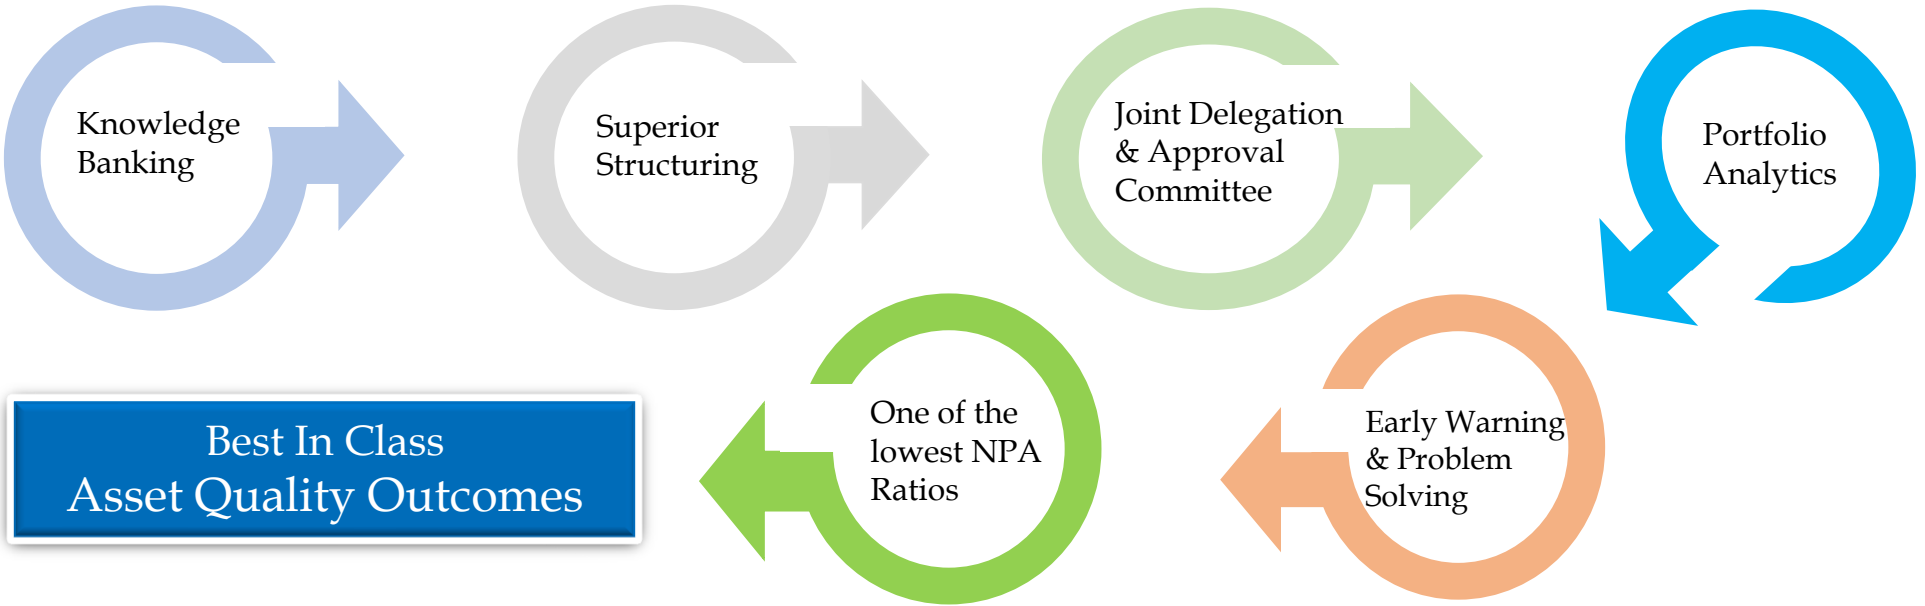 Knowledge
Banking
Superior
Structuring
Joint Delegation
& Approval
Committee
Portfolio
Analytics
Early Warning
& Problem
Solving
One of the
lowest NPA
Ratios
Best In Class
Asset Quality Outcomes